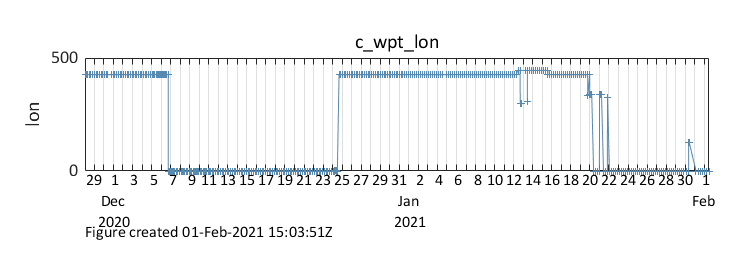 c_wpt_lon
500
lon
0
29 1 3 5 7 9 11 13 15 17 19 21 23 25 27 29 31 2 4 6 8 10 12 14 16 18 20 22 24 26 28 30 1
Dec Jan Feb
2020 2021
Figure created 01-Feb-2021 15:03:51Z